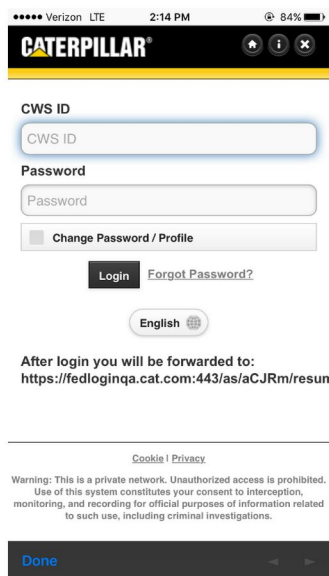 ●●●●● Verizon LTE 2:14 PM 84%
CATERPILLAR®
CWS ID
CWS ID
Password
Password
Change Password / Profile
Login Forgot Password?
English
After login you will be forwarded to:
https://fedloginqa.cat.com:443/as/aCJRm/resum
Cookie | Privacy
Warning: This is a private network. Unauthorized access is prohibited.
Use of this system constitutes your consent to interception,
monitoring, and recording for official purposes of information related
to such use, including criminal investigations.
Done